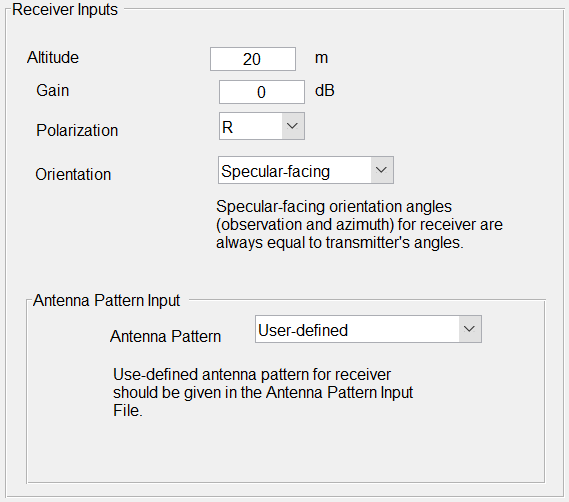 Receiver Inputs
Altitude 20 m
Gain 0 dB
Polarization R
Orientation Specular-facing
Specular-facing orientation angles
(observation and azimuth) for receiver are
always equal to transmitter's angles.
Antenna Pattern Input
Antenna Pattern User-defined
Use-defined antenna pattern for receiver
should be given in the Antenna Pattern Input
File.